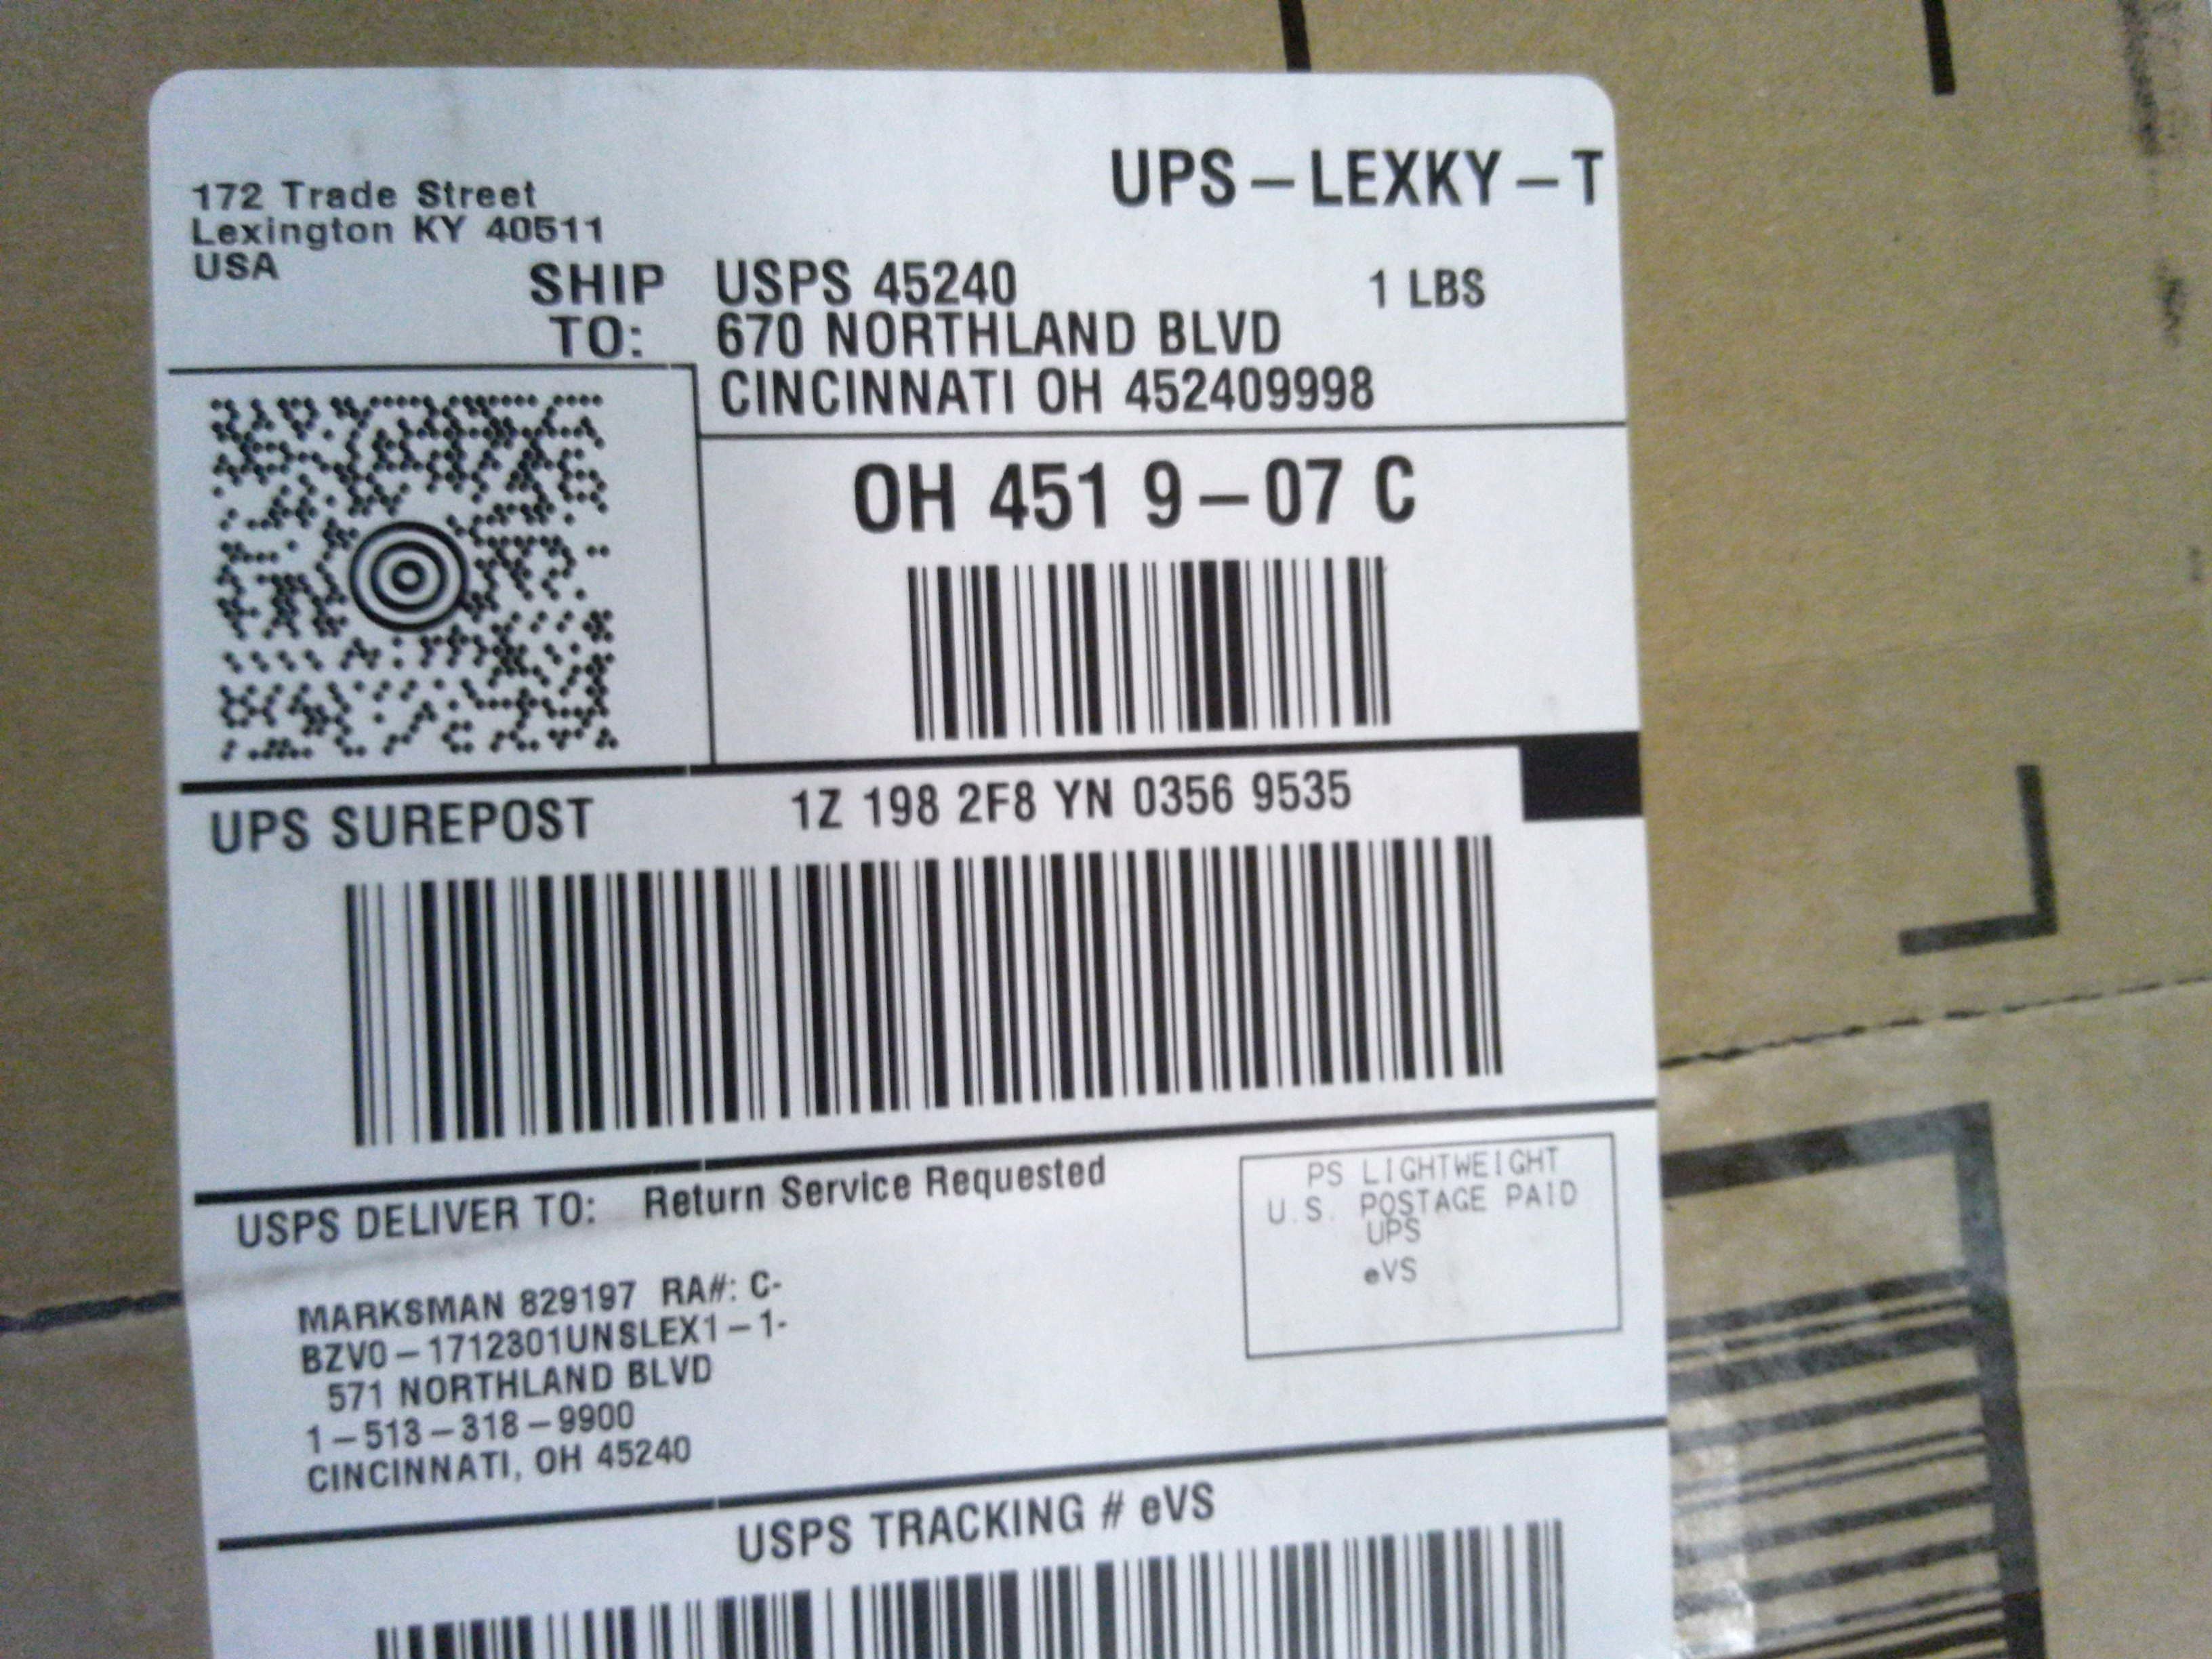 UPS – LEXKY – T
172 Trade Street
Lexington KY 40511
USA
SHIP TO:
USPS 45240
1 LBS
670 NORTHLAND BLVD
CINCINNATI OH 452409998
OH 451 9 – 07 C
UPS SUREPOST
1Z 198 2F8 YN 0356 9535
USPS DELIVER TO: Return Service Requested
PS LIGHTWEIGHT
U.S. POSTAGE PAID
UPS
eVS
MARKSMAN 829197 RA#: C-
BZV0 – 1712301UNSLEX1 – 1-
571 NORTHLAND BLVD
1 – 513 – 318 – 9900
CINCINNATI, OH 45240
USPS TRACKING # eVS